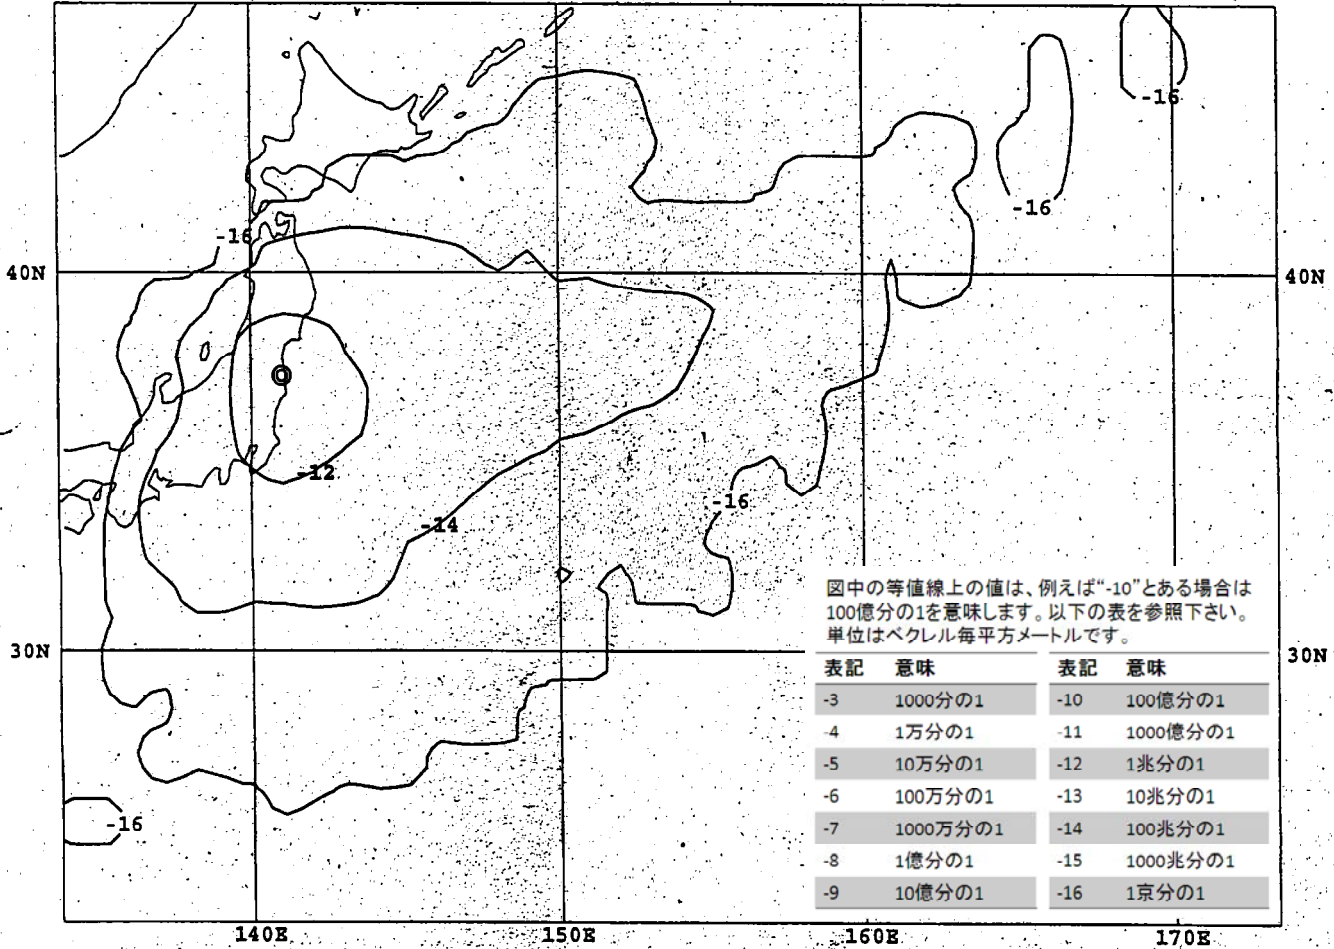 -16
-16
-16
40N
40N
-12
-14
-16
図中の等値線上の値は、例えば“-10”とある場合は
100億分の1を意味します。以下の表を参照下さい。
単位はベクレル毎平方メートルです。
30N
30N
表記 意味 表記 意味
-3 1000分の1 -10 100億分の1
-4 1万分の1 -11 1000億分の1
-5 10万分の1 -12 1兆分の1
-6 100万分の1 -13 10兆分の1
-7 1000万分の1 -14 100兆分の1
-8 1億分の1 -15 1000兆分の1
-9 10億分の1 -16 1京分の1
-16
140E 150E 160E 170E